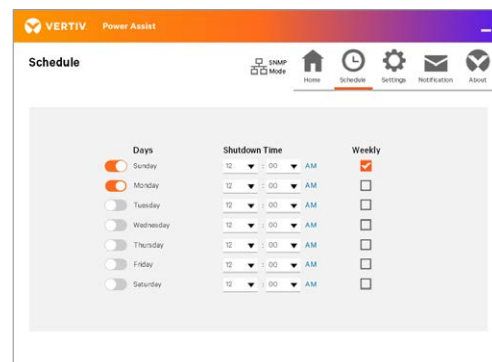 VERTIV. Power Assist
Schedule
SNMP Mode
Home Schedule Settings Notification About
Days Shutdown Time Weekly
Sunday 12 : 00 AM
Monday 12 : 00 AM
Tuesday 12 : 00 AM
Wednesday 12 : 00 AM
Thursday 12 : 00 AM
Friday 12 : 00 AM
Saturday 12 : 00 AM